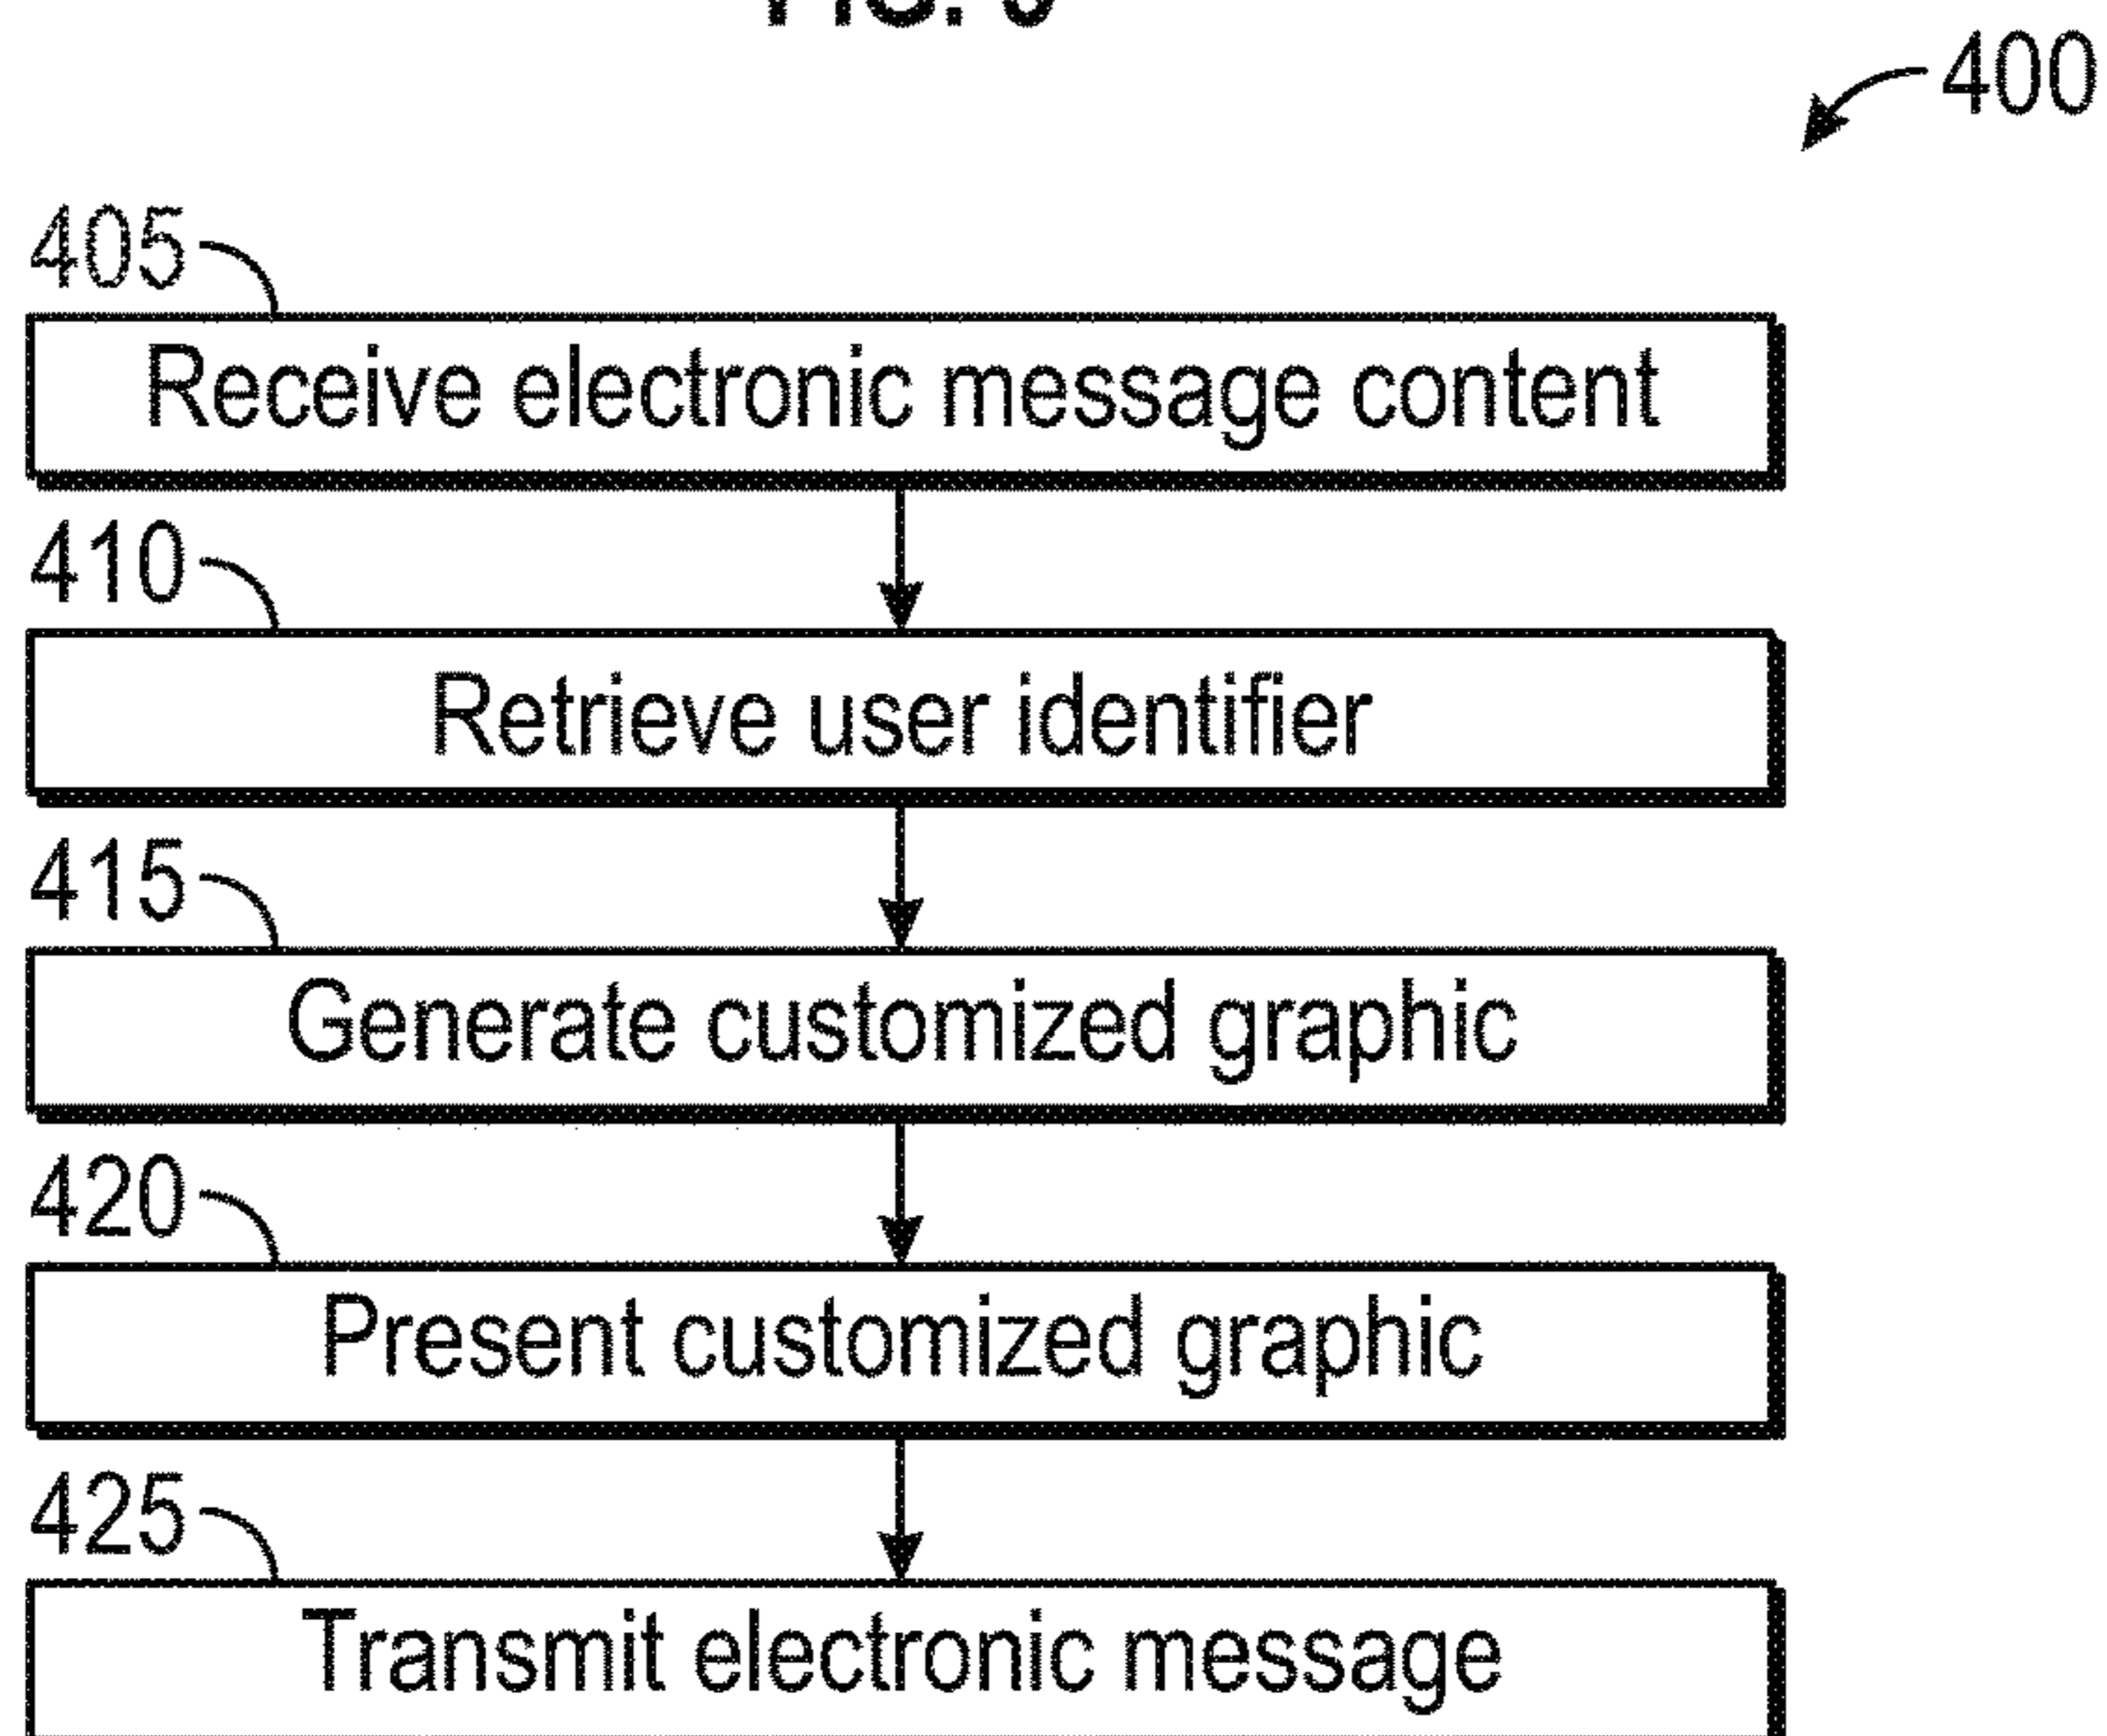 FIG.
400
405
Receive electronic message content
410
Retrieve user identifier
415
Generate customized graphic
420
Present customized graphic
425
Transmit electronic message